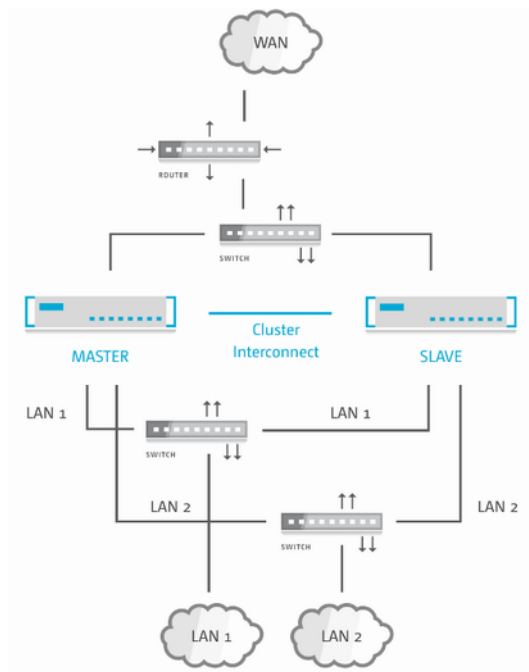 WAN
ROUTER
SWITCH
Cluster
Interconnect
MASTER
SLAVE
LAN 1
LAN 1
SWITCH
LAN 2
LAN 2
SWITCH
LAN 1
LAN 2